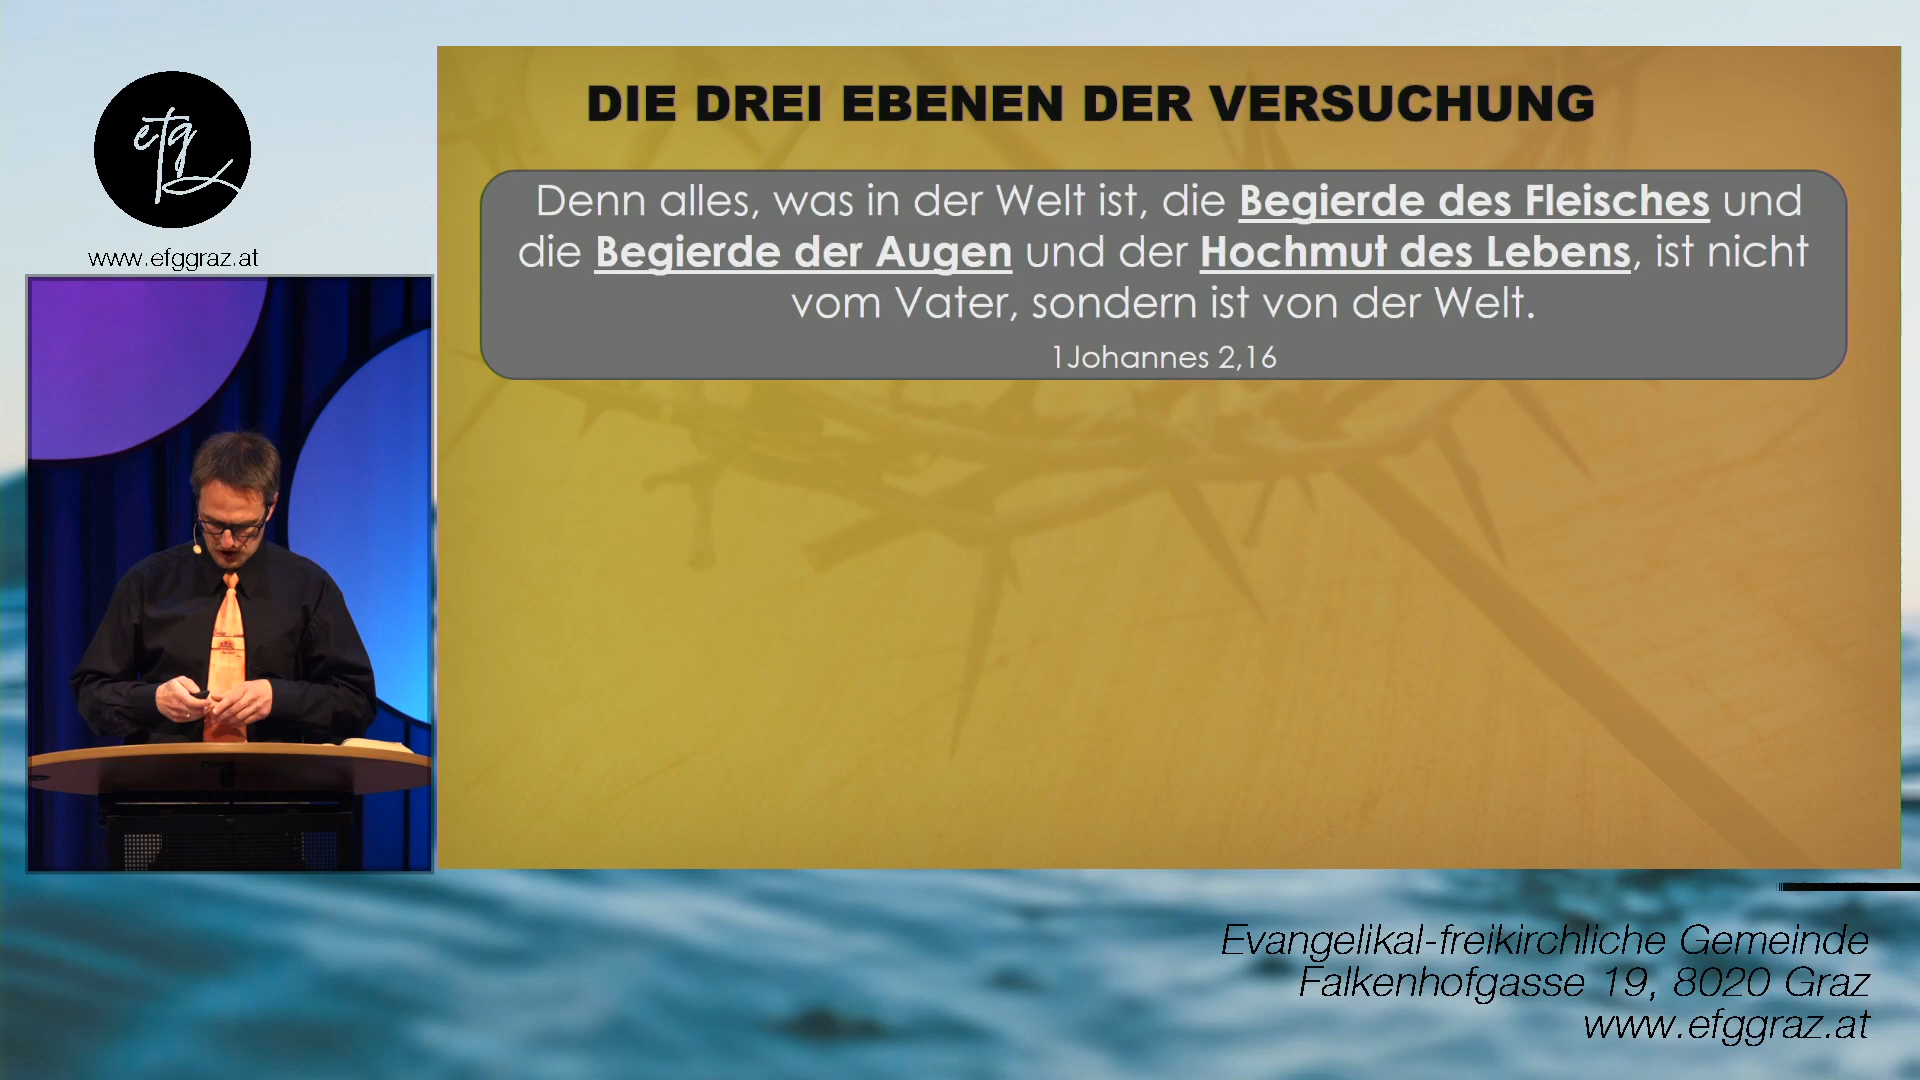 efg
www.efggraz.at
DIE DREI EBENEN DER VERSUCHUNG
Denn alles, was in der Welt ist, die Begierde des Fleisches und
die Begierde der Augen und der Hochmut des Lebens, ist nicht
vom Vater, sondern ist von der Welt.
1Johannes 2,16
Evangelikal-freikirchliche Gemeinde
Falkenhofgasse 19, 8020 Graz
www.efggraz.at